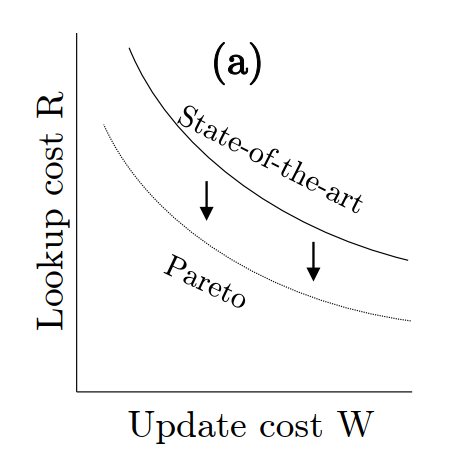 (a)
State-of-the-art
Pareto
Lookup cost R
Update cost W